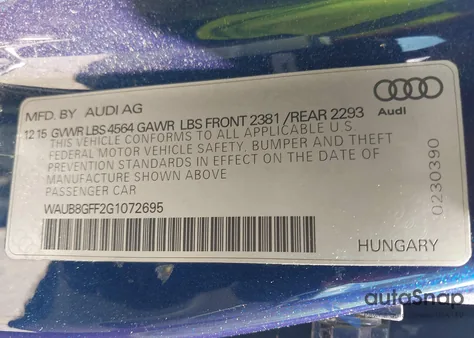 MFD. BY AUDI AG
12 15 GVWR LBS 4564 GAWR LBS FRONT 2381 /REAR 2293
THIS VEHICLE CONFORMS TO ALL APPLICABLE U.S.
FEDERAL MOTOR VEHICLE SAFETY, BUMPER AND THEFT
PREVENTION STANDARDS IN EFFECT ON THE DATE OF
MANUFACTURE SHOWN ABOVE
PASSENGER CAR
WAUB8GFF2G1072695
Audi
0230390
HUNGARY
autoSnap